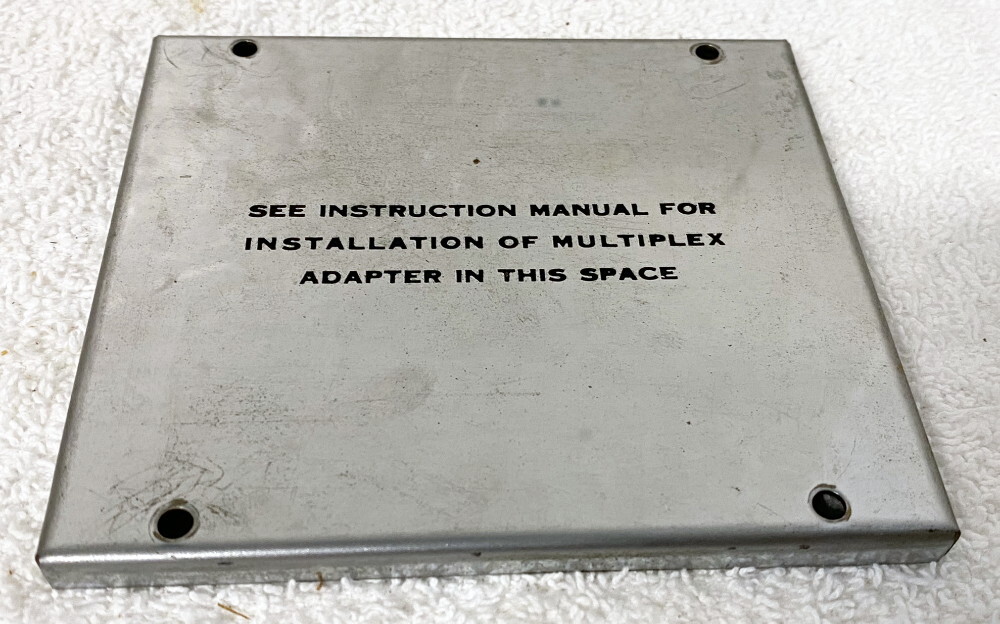 SEE INSTRUCTION MANUAL FOR
INSTALLATION OF MULTIPLEX
ADAPTER IN THIS SPACE